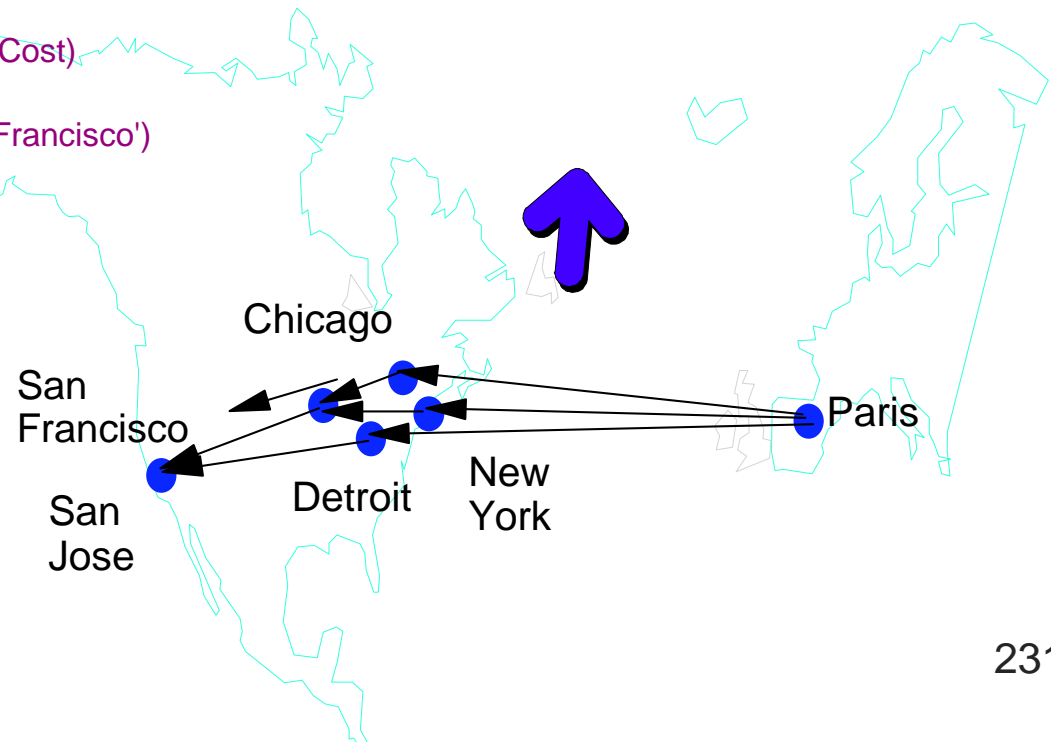 Cost)
Francisco')
Chicago
San
Francisco
Paris
New
York
Detroit
San
Jose
231